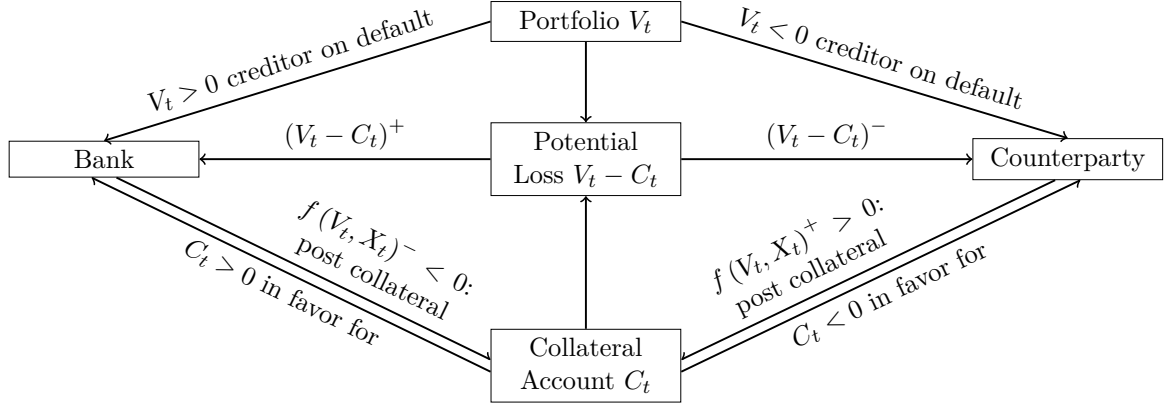 Portfolio $V_t$
$V_t > 0$ creditor on default
$V_t < 0$ creditor on default
Bank
$(V_t - C_t)^+$
Potential
Loss $V_t - C_t$
$(V_t - C_t)^-$
Counterparty
$f(V_t, X_t)^- < 0$:
post collateral
$C_t > 0$ in favor for
$f(V_t, X_t)^+ > 0$:
post collateral
$C_t < 0$ in favor for
Collateral
Account $C_t$